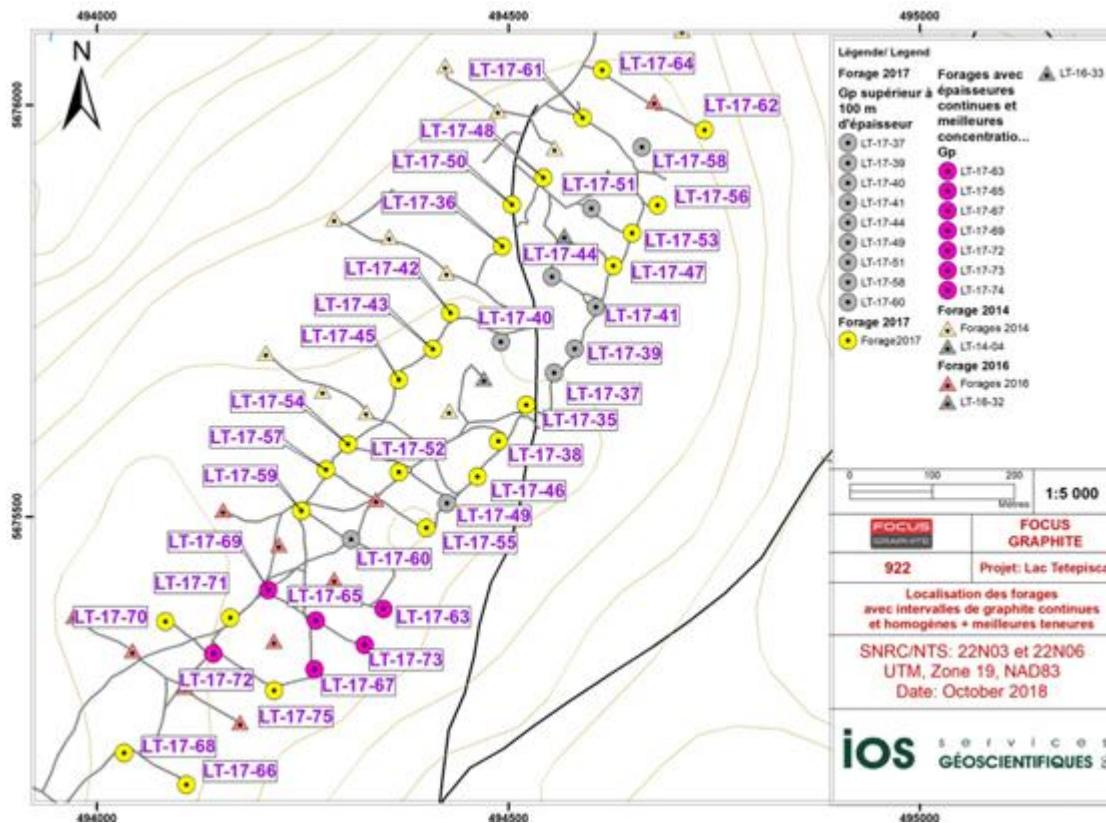 494000
494500
495000
N
5676000
5675500
LT-17-61
LT-17-64
LT-17-62
LT-17-48
LT-17-58
LT-17-50
LT-17-51
LT-17-56
LT-17-36
LT-17-53
LT-17-44
LT-17-42
LT-17-47
LT-17-43
LT-17-40
LT-17-41
LT-17-45
LT-17-39
LT-17-37
LT-17-54
LT-17-35
LT-17-57
LT-17-52
LT-17-38
LT-17-59
LT-17-46
LT-17-49
LT-17-69
LT-17-55
LT-17-60
LT-17-71
LT-17-65
LT-17-63
LT-17-70
LT-17-73
LT-17-72
LT-17-67
LT-17-75
LT-17-68
LT-17-66
494000
494500
495000
Légende/ Legend
Forage 2017
Gp supérieur à
100 m
d'épaisseur
LT-17-37
LT-17-39
LT-17-40
LT-17-41
LT-17-44
LT-17-49
LT-17-51
LT-17-58
LT-17-60
Forage 2017
Forage2017
Forages avec
épaisseures
continues et
meilleures
concentratio...
Gp
LT-17-63
LT-17-65
LT-17-67
LT-17-69
LT-17-72
LT-17-73
LT-17-74
Forage 2014
Forages 2014
LT-14-04
Forage 2016
Forages 2016
LT-16-32
LT-16-33
0 100 200
Mètres
1:5 000
FOCUS
GRAPHITE
FOCUS
GRAPHITE
922
Projet: Lac Tetepisca
Localisation des forages
avec intervalles de graphite continues
et homogènes + meilleures teneures
SNRC/NTS: 22N03 et 22N06
UTM, Zone 19, NAD83
Date: October 2018
ios
services
GÉOSCIENTIFIQUES